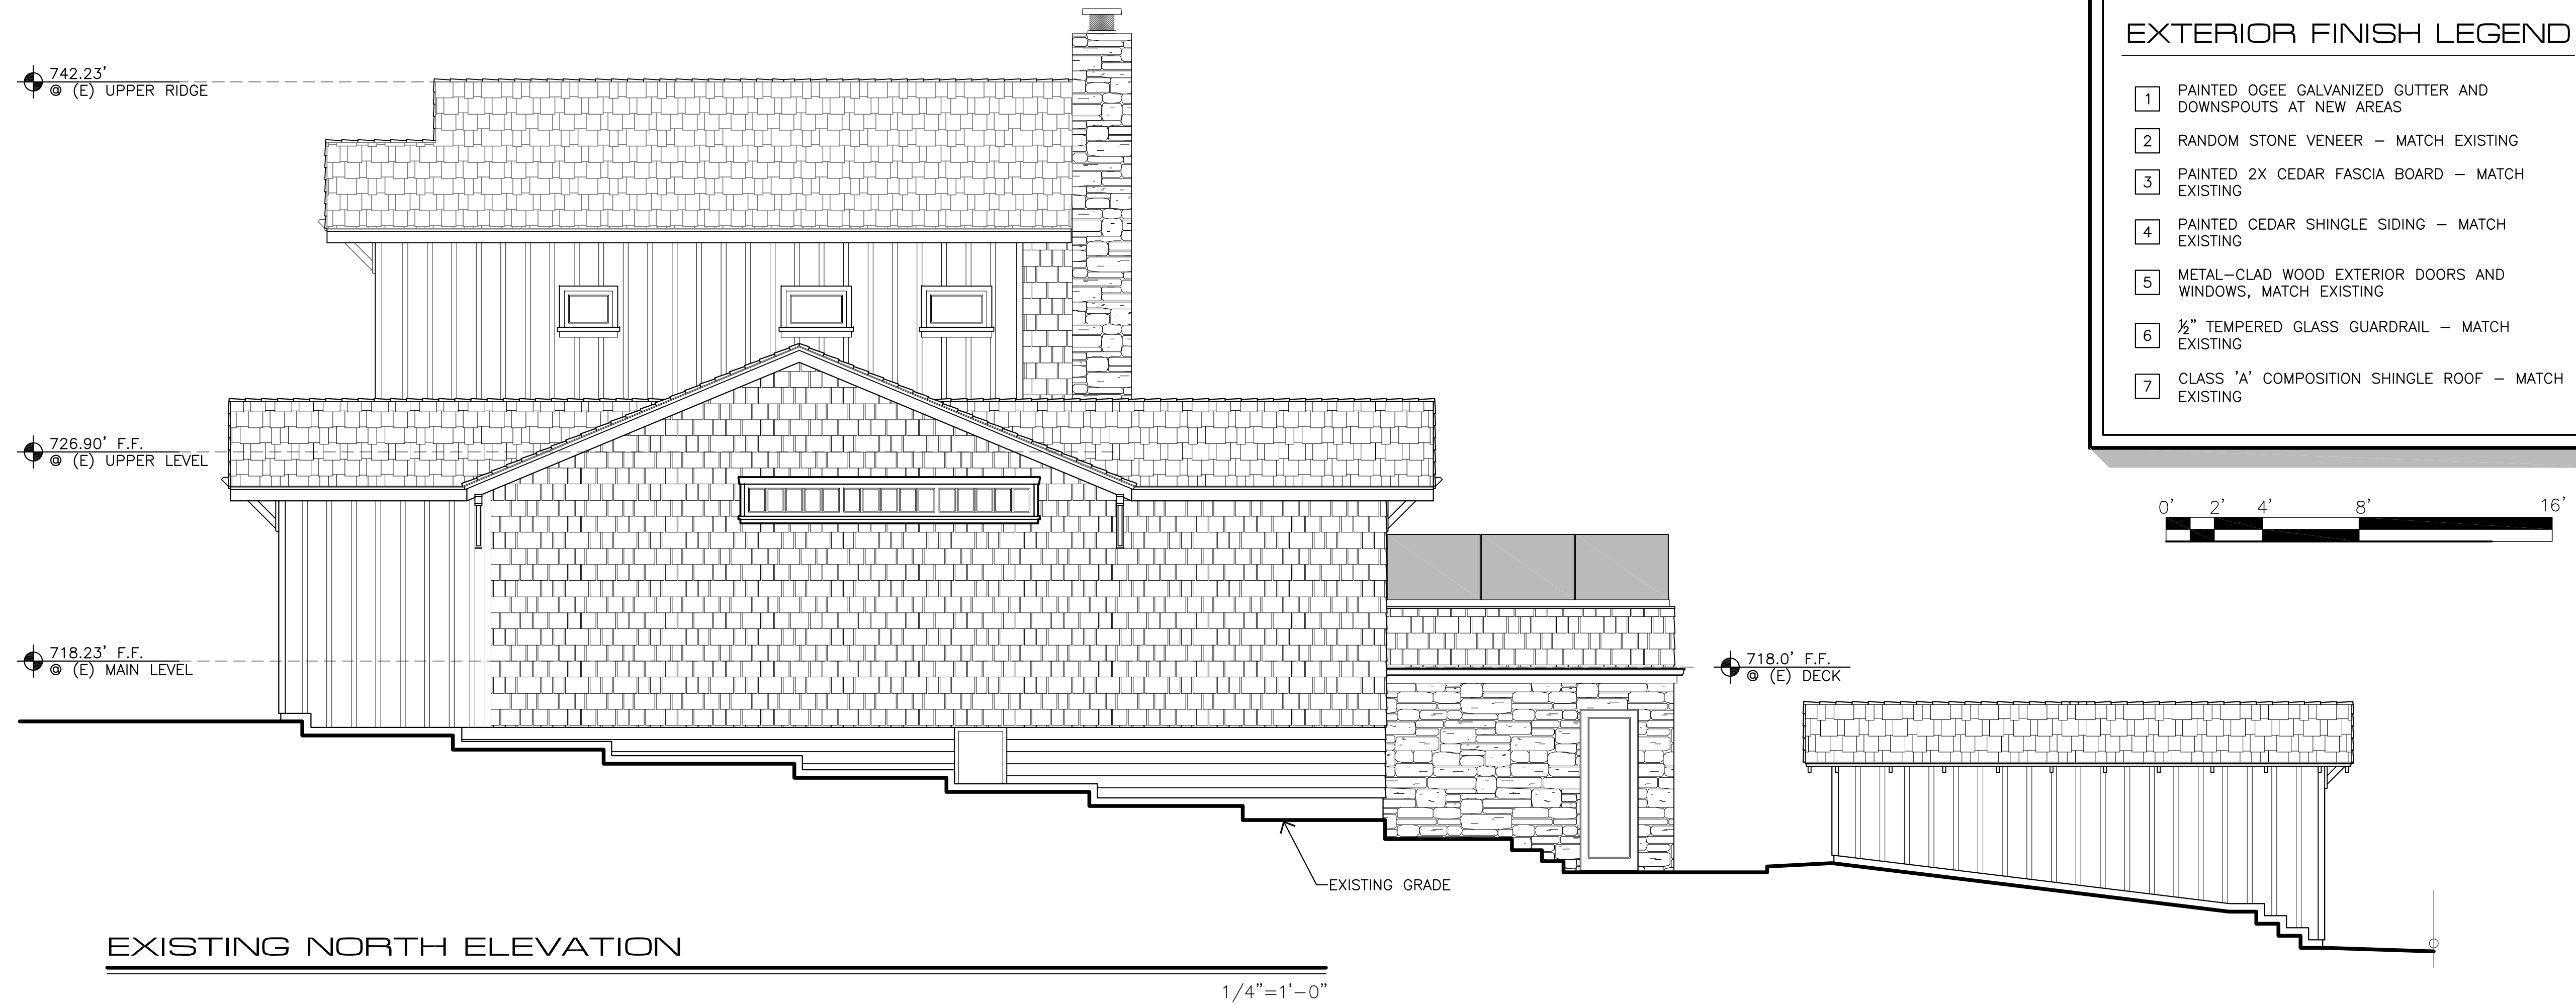 742.23'
@ (E) UPPER RIDGE
726.90' F.F.
@ (E) UPPER LEVEL
718.23' F.F.
@ (E) MAIN LEVEL
718.0' F.F.
@ (E) DECK
EXISTING GRADE
EXISTING NORTH ELEVATION
1/4"=1'-0"
EXTERIOR FINISH LEGEND
1 PAINTED OGEE GALVANIZED GUTTER AND
DOWNSPOUTS AT NEW AREAS
2 RANDOM STONE VENEER – MATCH EXISTING
3 PAINTED 2X CEDAR FASCIA BOARD – MATCH
EXISTING
4 PAINTED CEDAR SHINGLE SIDING – MATCH
EXISTING
5 METAL–CLAD WOOD EXTERIOR DOORS AND
WINDOWS, MATCH EXISTING
6 ½" TEMPERED GLASS GUARDRAIL – MATCH
EXISTING
7 CLASS 'A' COMPOSITION SHINGLE ROOF – MATCH
EXISTING
0' 2' 4' 8' 16'